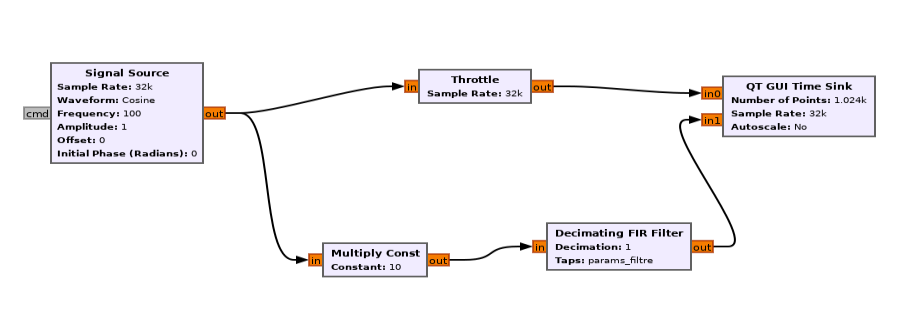 Signal Source
Sample Rate: 32k
Waveform: Cosine
Frequency: 100
Amplitude: 1
Offset: 0
Initial Phase (Radians): 0
cmd
out
in
Throttle
Sample Rate: 32k
out
in0
in1
QT GUI Time Sink
Number of Points: 1.024k
Sample Rate: 32k
Autoscale: No
in
Multiply Const
Constant: 10
out
in
Decimating FIR Filter
Decimation: 1
Taps: params_filtre
out